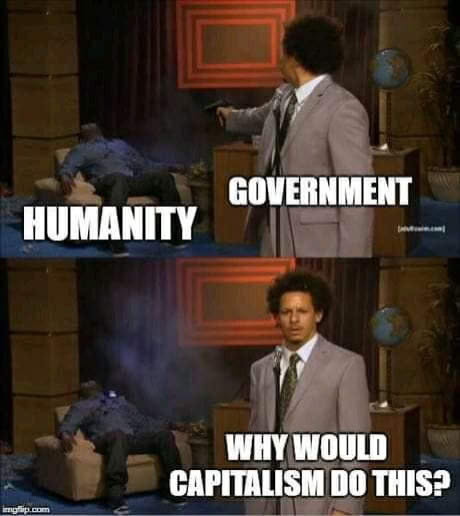 GOVERNMENT
HUMANITY
[adultswim.com]
WHY WOULD
CAPITALISM DO THIS?
imgflip.com